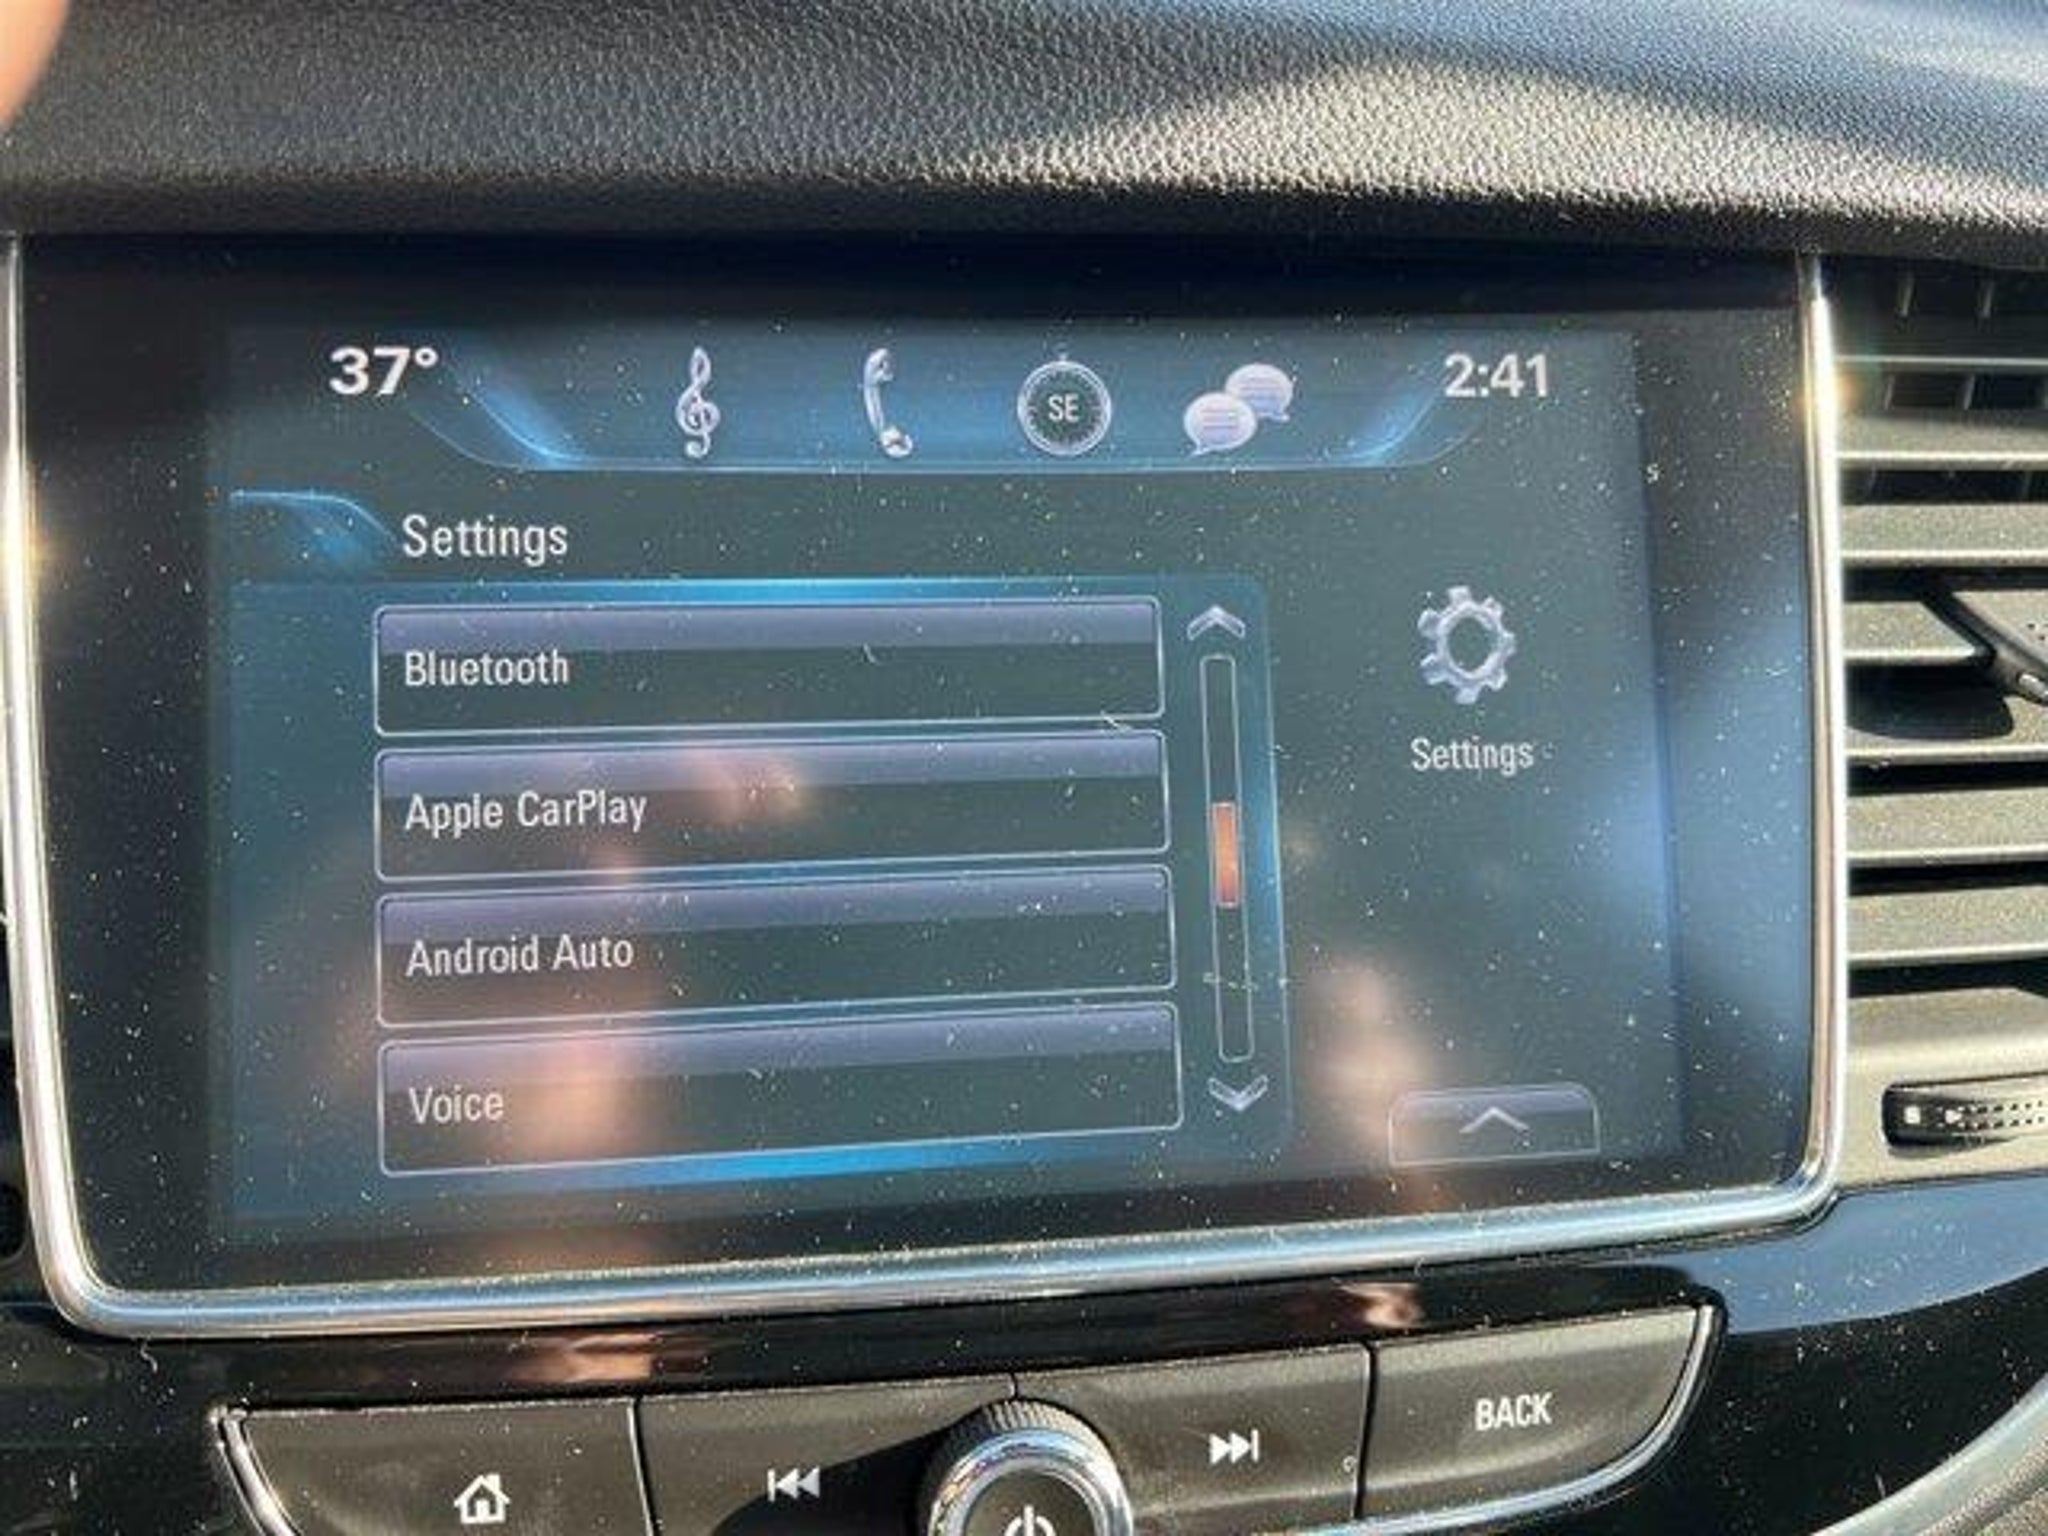 37°
SE
2:41
Settings
Bluetooth
Apple CarPlay
Android Auto
Voice
Settings
BACK